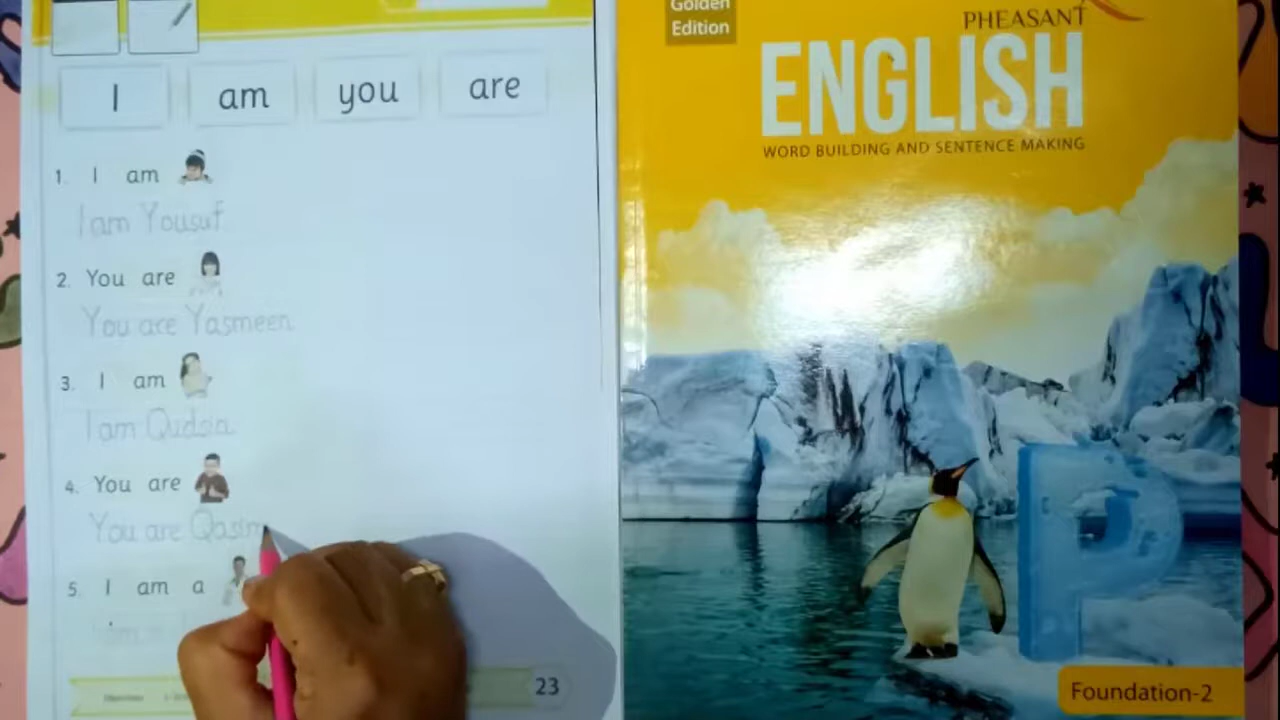 I am you are
1. I am
I am Yousuf
2. You are
You are Yasmeen
3. I am
I am Qudsia
4. You are
You are Qasim
5. I am a
23
Golden
Edition
PHEASANT
ENGLISH
WORD BUILDING AND SENTENCE MAKING
P
Foundation-2